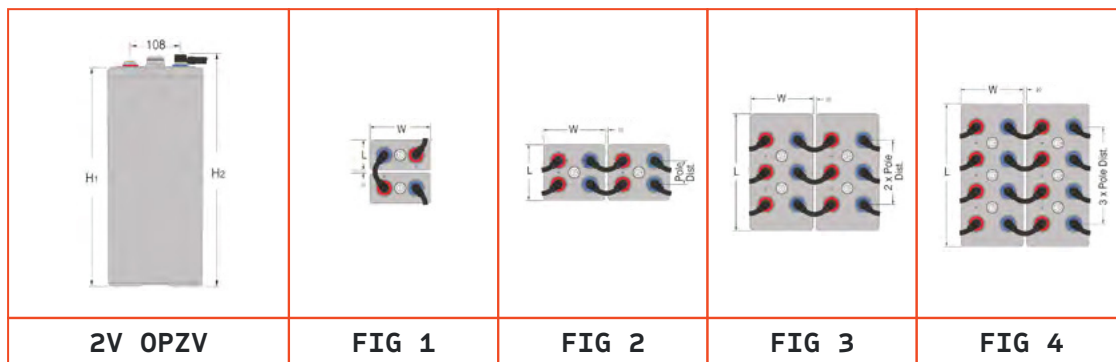 108
H1
H2
W
L
W
L
Pole
Dist.
W
L
2 x Pole
Dist.
W
L
3 x Pole
Dist.
2V OPZV
FIG 1
FIG 2
FIG 3
FIG 4